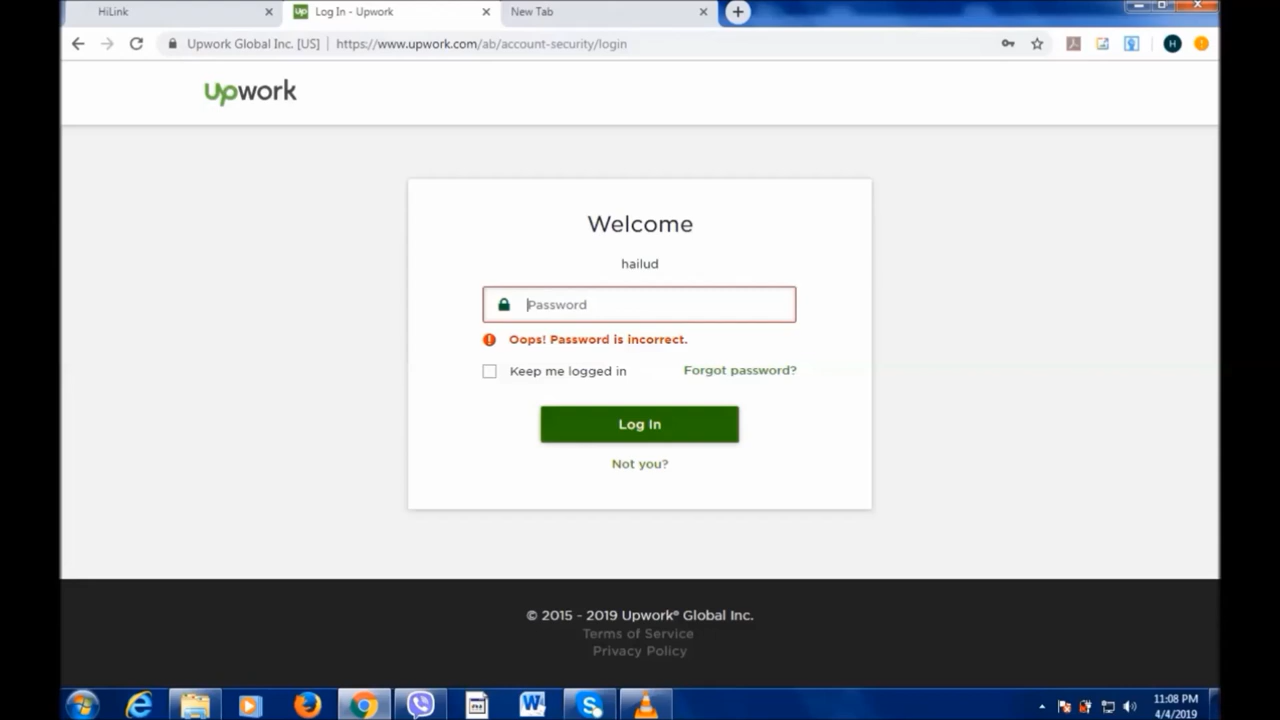 HiLink
Log In - Upwork
New Tab
Upwork Global Inc. [US] | https://www.upwork.com/ab/account-security/login
H
Upwork
Welcome
hailud
Password
Oops! Password is incorrect.
Keep me logged in
Forgot password?
Log In
Not you?
© 2015 - 2019 Upwork® Global Inc.
Terms of Service
Privacy Policy
11:08 PM
4/4/2019